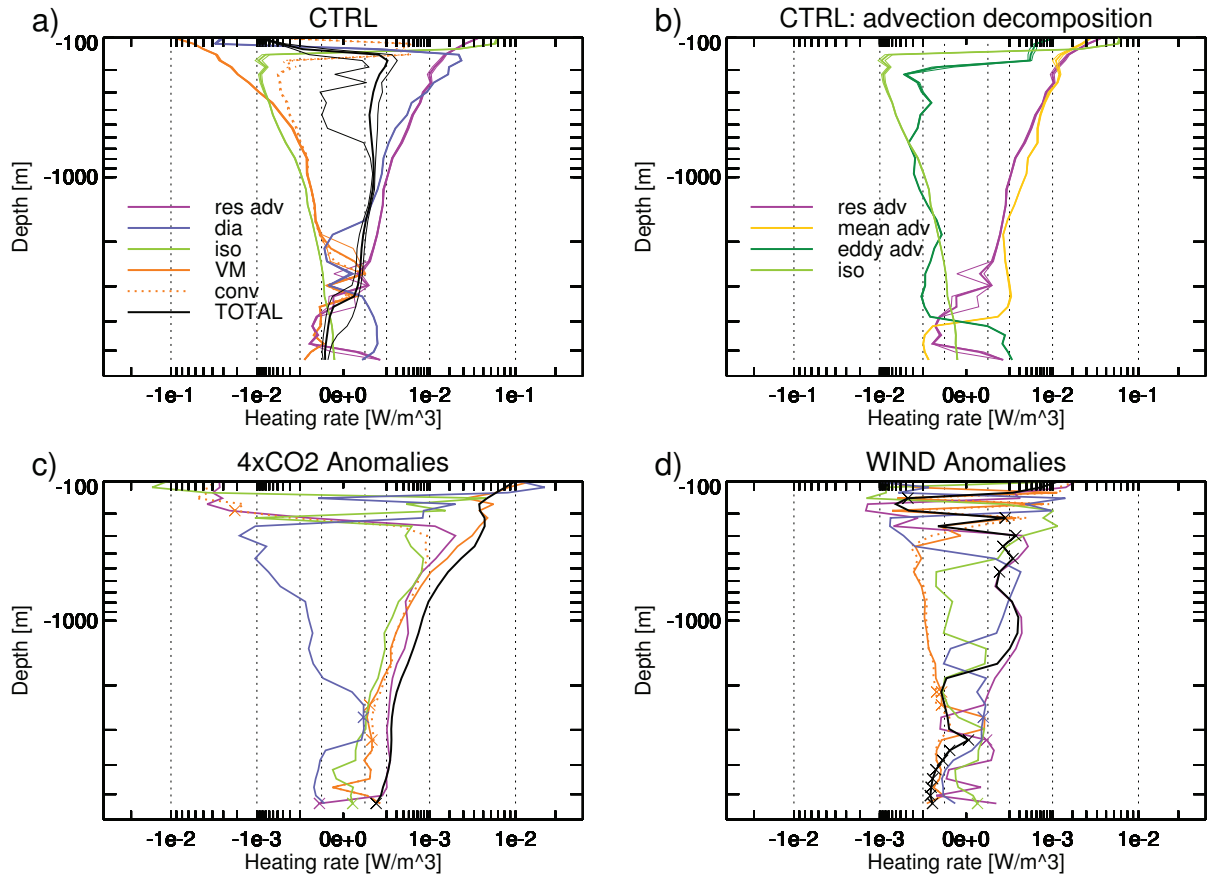 a)
CTRL
-100
-1000
Depth [m]
res adv
dia
iso
VM
conv
TOTAL
-1e-1
-1e-2
0e+0
1e-2
1e-1
Heating rate [W/m^3]
b)
CTRL: advection decomposition
-100
-1000
Depth [m]
res adv
mean adv
eddy adv
iso
-1e-1
-1e-2
0e+0
1e-2
1e-1
Heating rate [W/m^3]
c)
4xCO2 Anomalies
-100
-1000
Depth [m]
-1e-2
-1e-3
0e+0
1e-3
1e-2
Heating rate [W/m^3]
d)
WIND Anomalies
-100
-1000
Depth [m]
-1e-2
-1e-3
0e+0
1e-3
1e-2
Heating rate [W/m^3]